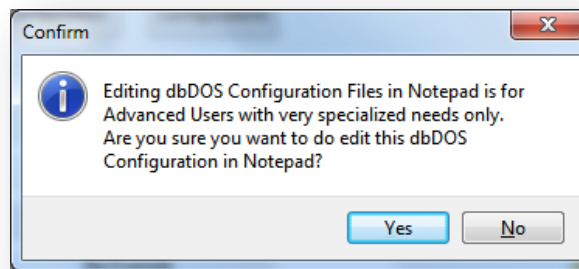 Confirm
Editing dbDOS Configuration Files in Notepad is for
Advanced Users with very specialized needs only.
Are you sure you want to do edit this dbDOS
Configuration in Notepad?
Yes
No